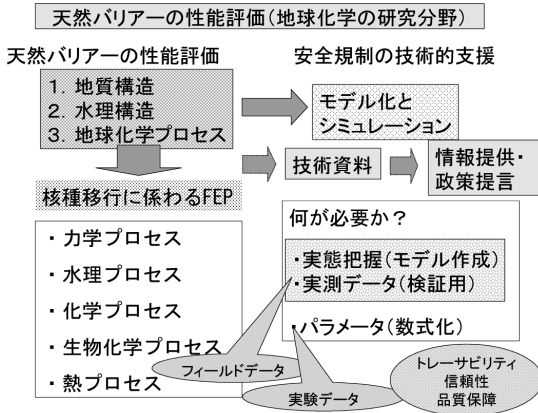 天然バリアーの性能評価(地球化学の研究分野)
天然バリアーの性能評価
安全規制の技術的支援
1. 地質構造
2. 水理構造
3. 地球化学プロセス
モデル化と
シミュレーション
技術資料
情報提供・
政策提言
核種移行に係わるFEP
・力学プロセス
・水理プロセス
・化学プロセス
・生物化学プロセス
・熱プロセス
何が必要か？
・実態把握(モデル作成)
・実測データ(検証用)
・パラメータ(数式化)
フィールドデータ
実験データ
トレーサビリティ
信頼性
品質保障